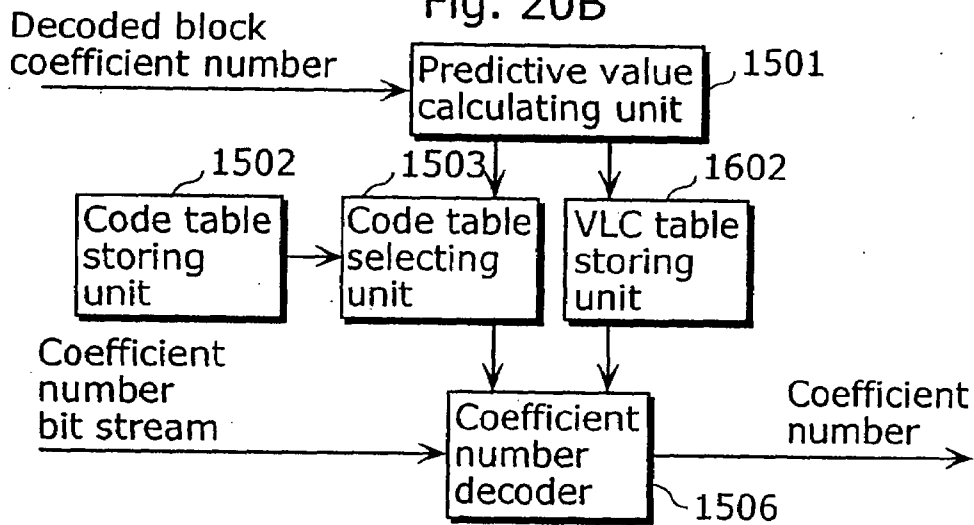 Fig. 20B
Decoded block
coefficient number
Predictive value
calculating unit
1501
1502
1503
1602
Code table
storing
unit
Code table
selecting
unit
VLC table
storing
unit
Coefficient
number
bit stream
Coefficient
number
decoder
Coefficient
number
1506